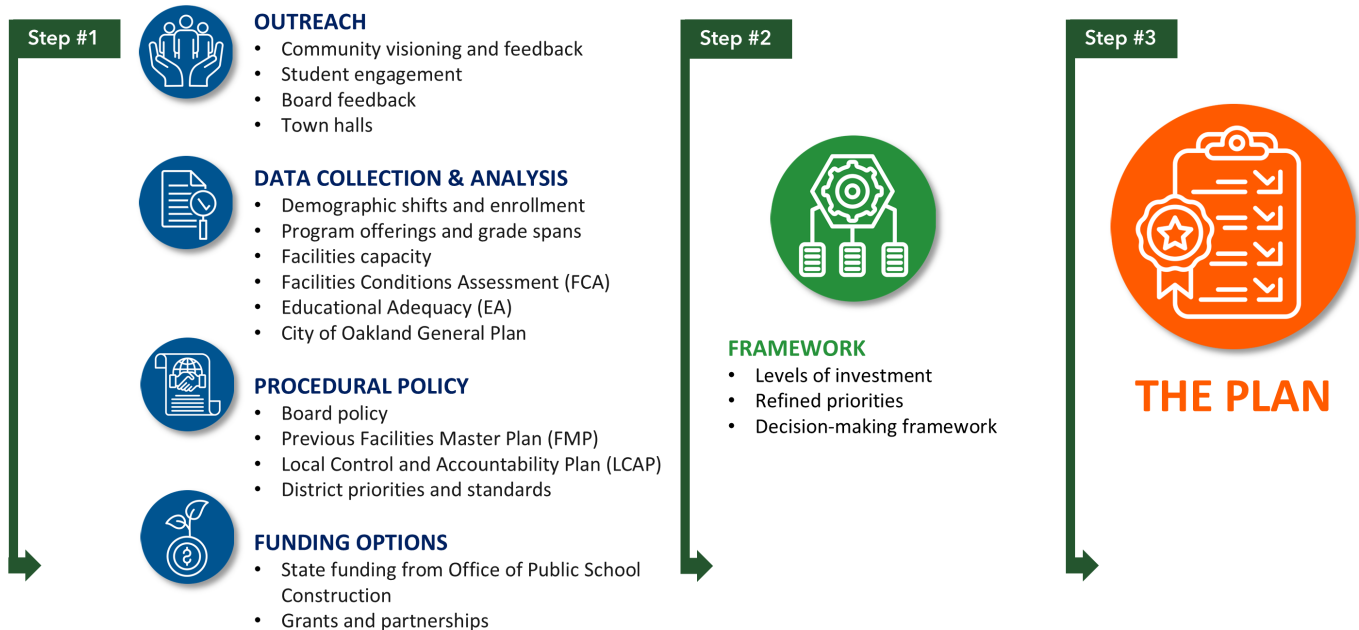 Step #1
OUTREACH
• Community visioning and feedback
• Student engagement
• Board feedback
• Town halls
DATA COLLECTION & ANALYSIS
• Demographic shifts and enrollment
• Program offerings and grade spans
• Facilities capacity
• Facilities Conditions Assessment (FCA)
• Educational Adequacy (EA)
• City of Oakland General Plan
PROCEDURAL POLICY
• Board policy
• Previous Facilities Master Plan (FMP)
• Local Control and Accountability Plan (LCAP)
• District priorities and standards
FUNDING OPTIONS
• State funding from Office of Public School
Construction
• Grants and partnerships
Step #2
FRAMEWORK
• Levels of investment
• Refined priorities
• Decision-making framework
Step #3
THE PLAN